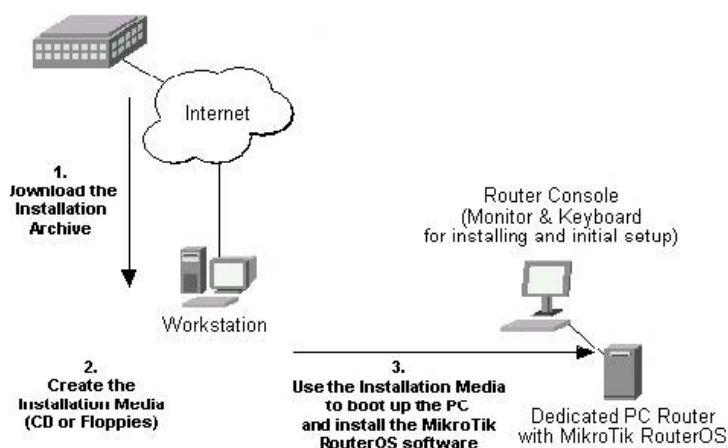 Internet
1.
Download the
Installation
Archive
Router Console
(Monitor & Keyboard
for installing and initial setup)
Workstation
2.
Create the
Installation Media
(CD or Floppies)
3.
Use the Installation Media
to boot up the PC
and install the MikroTik
RouterOS software
Dedicated PC Router
with MikroTik RouterOS